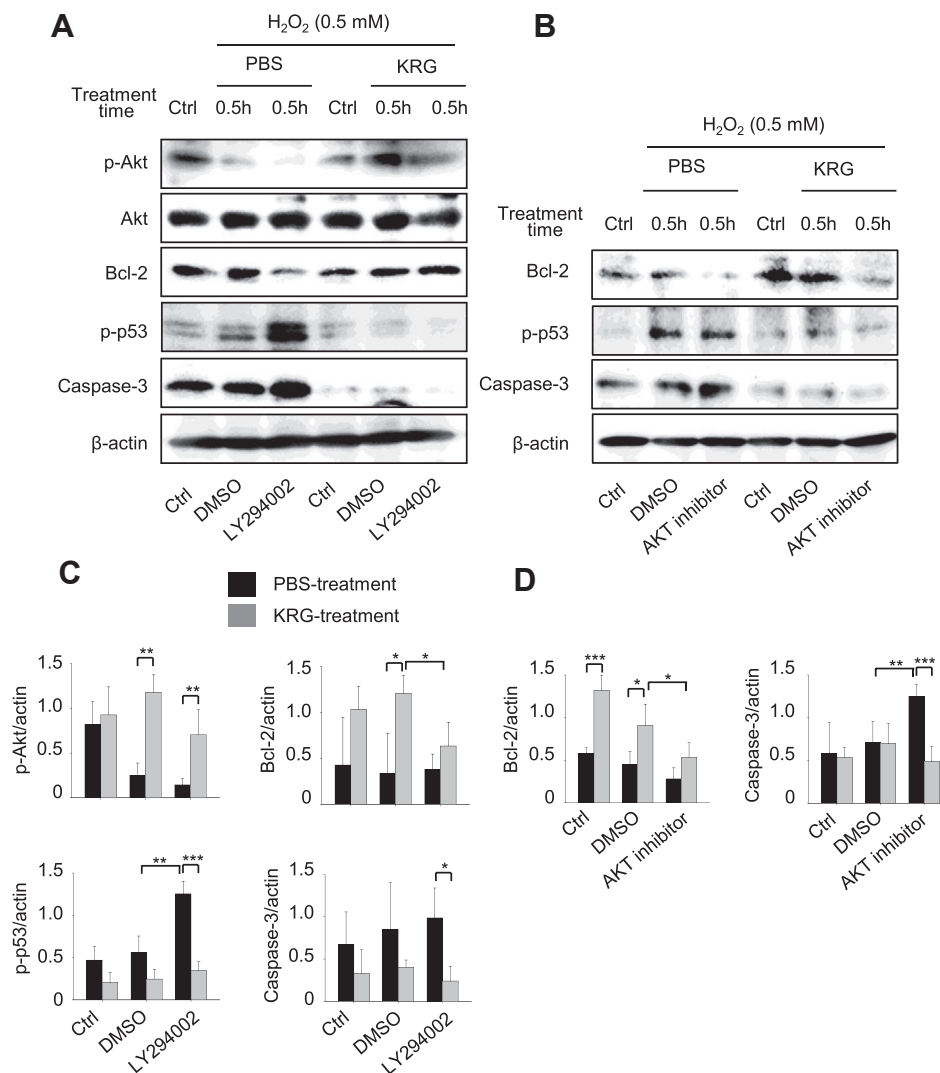 A
H₂O₂ (0.5 mM)
PBS KRG
Treatment time Ctrl 0.5h 0.5h Ctrl 0.5h 0.5h
p-Akt
Akt
Bcl-2
p-p53
Caspase-3
β-actin
Ctrl DMSO LY294002 Ctrl DMSO LY294002
B
H₂O₂ (0.5 mM)
PBS KRG
Treatment time Ctrl 0.5h 0.5h Ctrl 0.5h 0.5h
Bcl-2
p-p53
Caspase-3
β-actin
Ctrl DMSO AKT inhibitor Ctrl DMSO AKT inhibitor
C
PBS-treatment
KRG-treatment
p-Akt/actin
1.5
1.0
0.5
0
** **
Bcl-2/actin
1.5
1.0
0.5
0
* *
p-p53/actin
1.5
1.0
0.5
0
** ***
Ctrl DMSO LY294002
Caspase-3/actin
1.5
1.0
0.5
0
*
Ctrl DMSO LY294002
D
Bcl-2/actin
1.5
1.0
0.5
0
*** * *
Ctrl DMSO AKT inhibitor
Caspase-3/actin
1.5
1.0
0.5
0
** ***
Ctrl DMSO AKT inhibitor